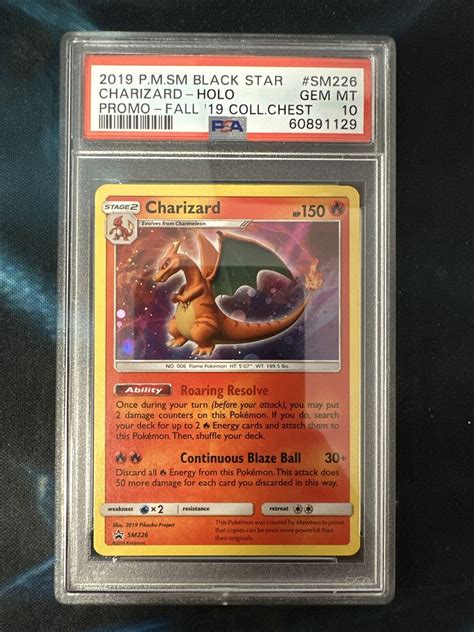 2019 P.M.SM BLACK STAR #SM226
CHARIZARD-HOLO GEM MT
PROMO-FALL '19 COLL.CHEST 10
PSA 60891129
STAGE2 Charizard HP150
Evolves from Charmeleon
NO. 006 Flame Pokémon HT: 5'07" WT: 199.5 lbs.
Ability Roaring Resolve
Once during your turn (before your attack), you may put
2 damage counters on this Pokémon. If you do, search
your deck for up to 2 Energy cards and attach them
to this Pokémon. Then, shuffle your deck.
Continuous Blaze Ball 30+
Discard all Energy from this Pokémon. This attack does
50 more damage for each card you discarded in this way.
weakness ×2 resistance retreat
Illus. 2019 Pikachu Project
SM226
©2019 Pokémon
This Pokémon was created by Mewtwo to prove that
its copies can be even more powerful than
their originals.